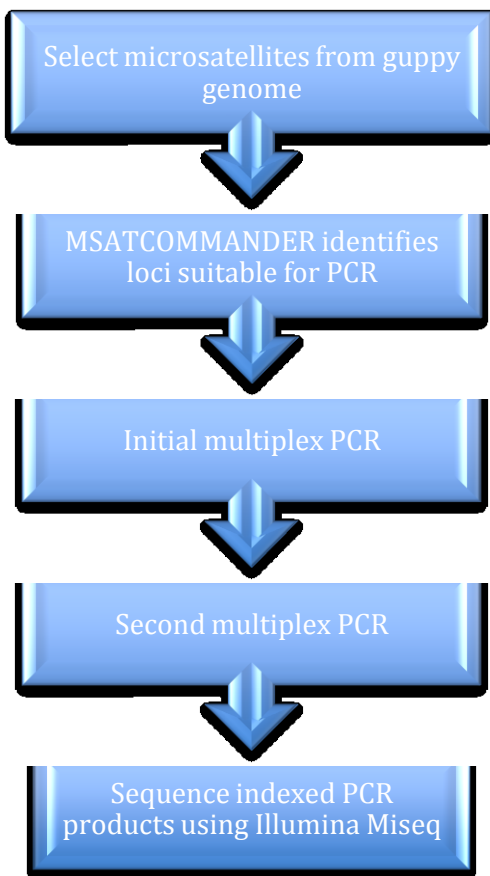 Select microsatellites from guppy
genome
MSATCOMMANDER identifies
loci suitable for PCR
Initial multiplex PCR
Second multiplex PCR
Sequence indexed PCR
products using Illumina Miseq